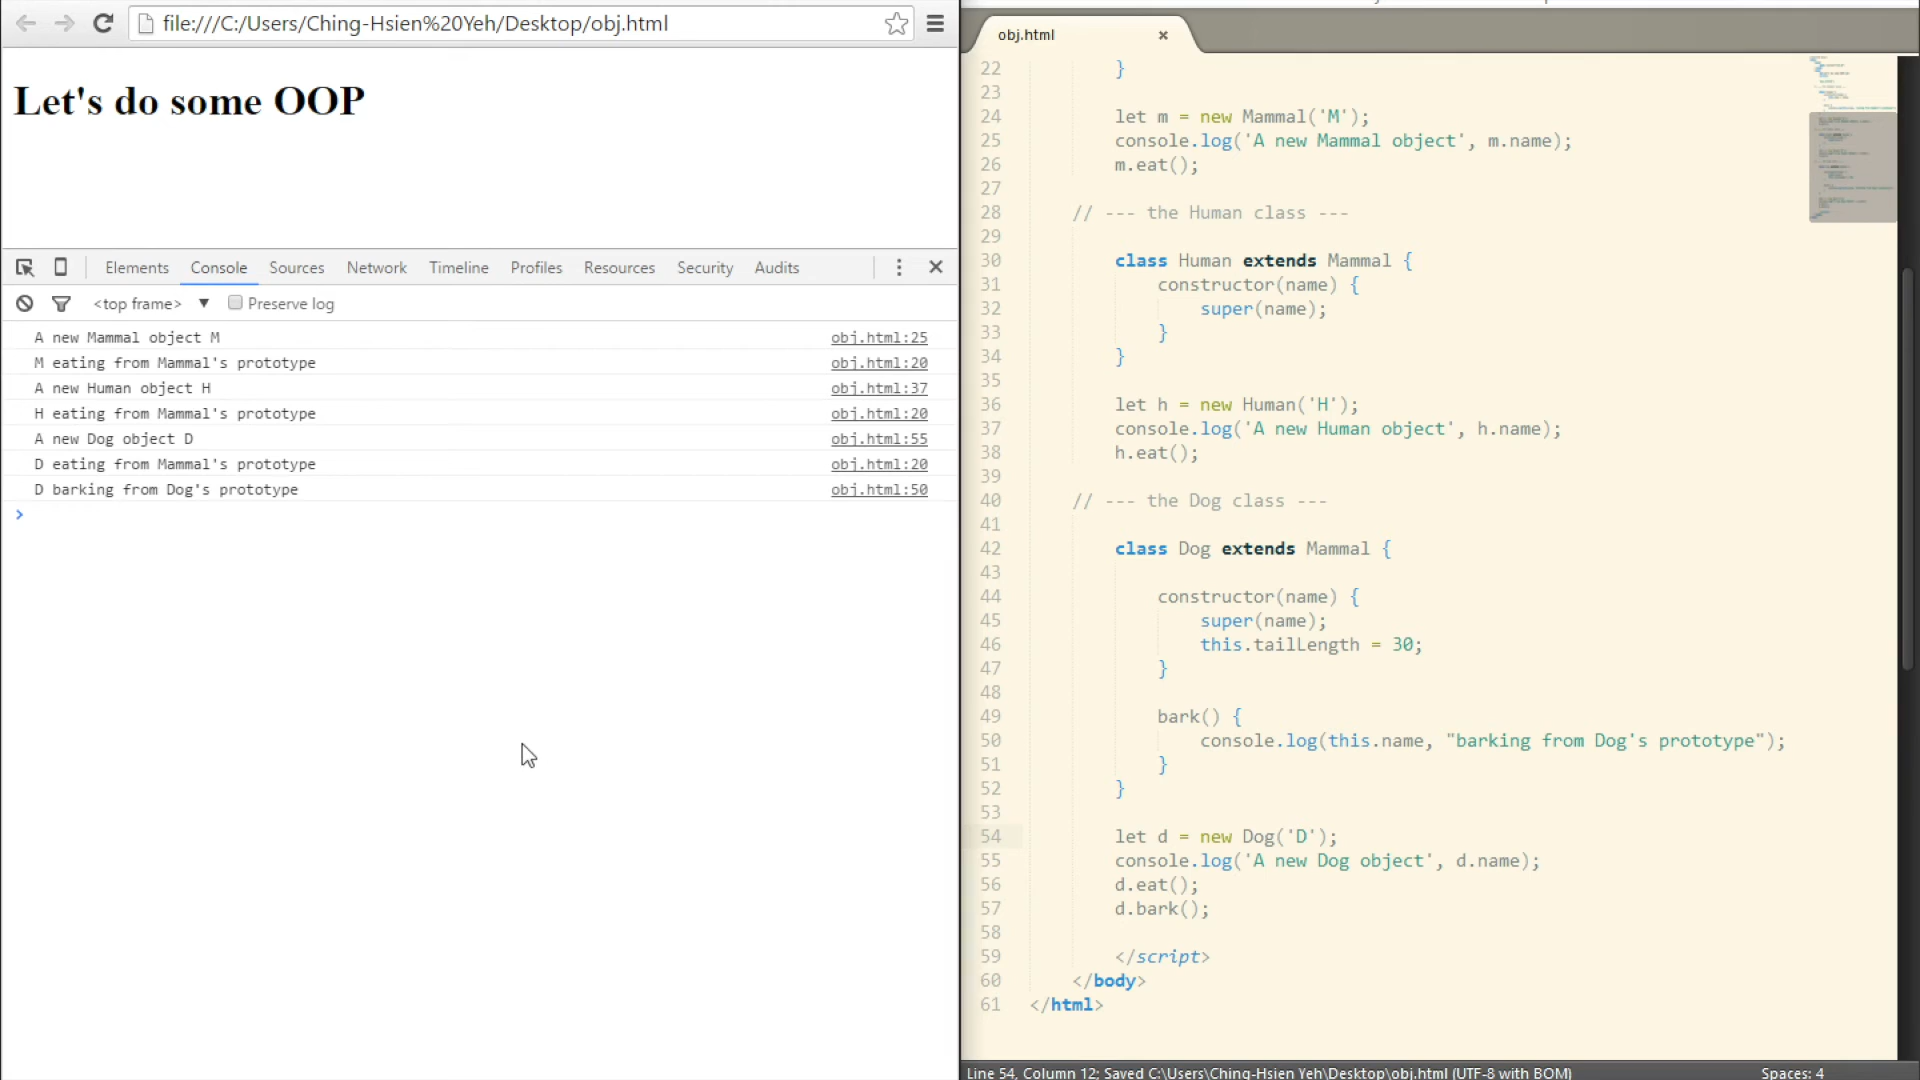 file:///C:/Users/Ching-Hsien%20Yeh/Desktop/obj.html
Let's do some OOP
Elements Console Sources Network Timeline Profiles Resources Security Audits
<top frame> ▼ Preserve log
A new Mammal object M obj.html:25
M eating from Mammal's prototype obj.html:20
A new Human object H obj.html:37
H eating from Mammal's prototype obj.html:20
A new Dog object D obj.html:55
D eating from Mammal's prototype obj.html:20
D barking from Dog's prototype obj.html:50
>
obj.html ×
22 }
23
24 let m = new Mammal('M');
25 console.log('A new Mammal object', m.name);
26 m.eat();
27
28 // --- the Human class ---
29
30 class Human extends Mammal {
31 constructor(name) {
32 super(name);
33 }
34 }
35
36 let h = new Human('H');
37 console.log('A new Human object', h.name);
38 h.eat();
39
40 // --- the Dog class ---
41
42 class Dog extends Mammal {
43
44 constructor(name) {
45 super(name);
46 this.tailLength = 30;
47 }
48
49 bark() {
50 console.log(this.name, "barking from Dog's prototype");
51 }
52 }
53
54 let d = new Dog('D');
55 console.log('A new Dog object', d.name);
56 d.eat();
57 d.bark();
58
59 </script>
60 </body>
61 </html>
Line 54, Column 12; Saved C:\Users\Ching-Hsien Yeh\Desktop\obj.html (UTF-8 with BOM) Spaces: 4